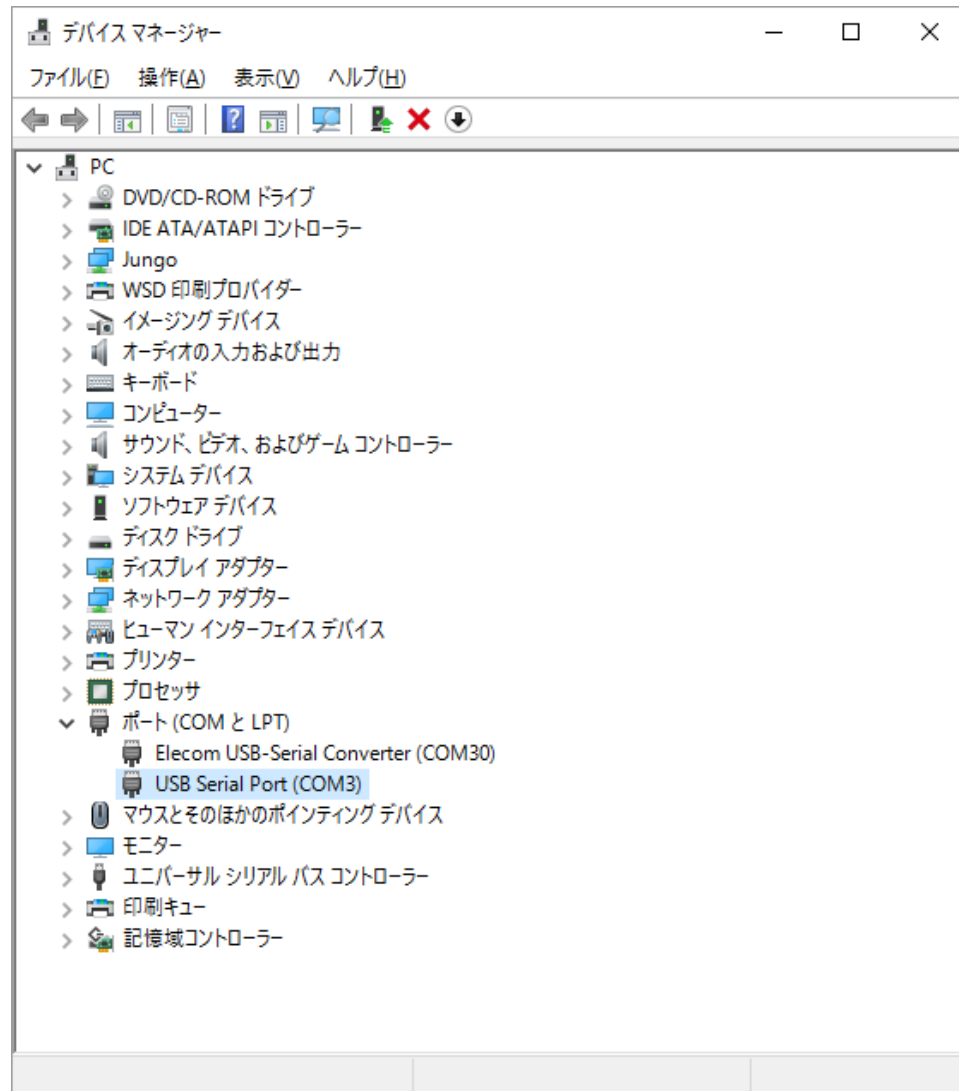 デバイス マネージャー
ファイル(F) 操作(A) 表示(V) ヘルプ(H)
PC
DVD/CD-ROM ドライブ
IDE ATA/ATAPI コントローラー
Jungo
WSD 印刷プロバイダー
イメージング デバイス
オーディオの入力および出力
キーボード
コンピューター
サウンド、ビデオ、およびゲーム コントローラー
システム デバイス
ソフトウェア デバイス
ディスク ドライブ
ディスプレイ アダプター
ネットワーク アダプター
ヒューマン インターフェイス デバイス
プリンター
プロセッサ
ポート (COM と LPT)
Elecom USB-Serial Converter (COM30)
USB Serial Port (COM3)
マウスとそのほかのポインティング デバイス
モニター
ユニバーサル シリアル バス コントローラー
印刷キュー
記憶域コントローラー